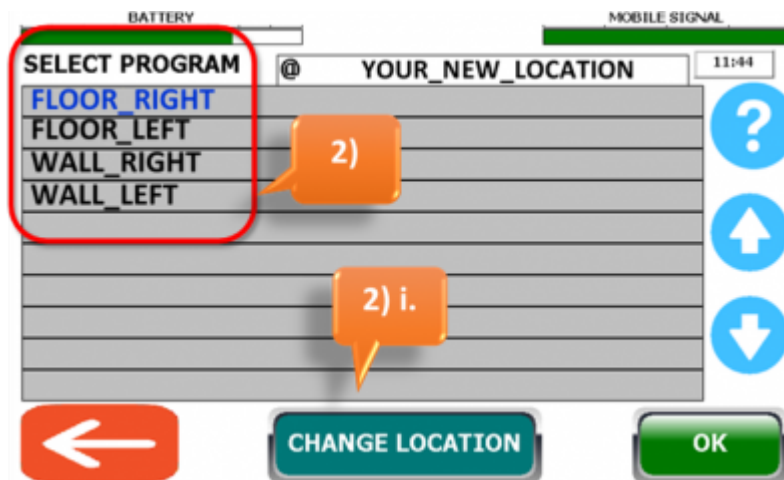 BATTERY
MOBILE SIGNAL
SELECT PROGRAM
@ YOUR_NEW_LOCATION
11:44
FLOOR_RIGHT
FLOOR_LEFT
WALL_RIGHT
WALL_LEFT
2)
?
2) i.
CHANGE LOCATION
OK